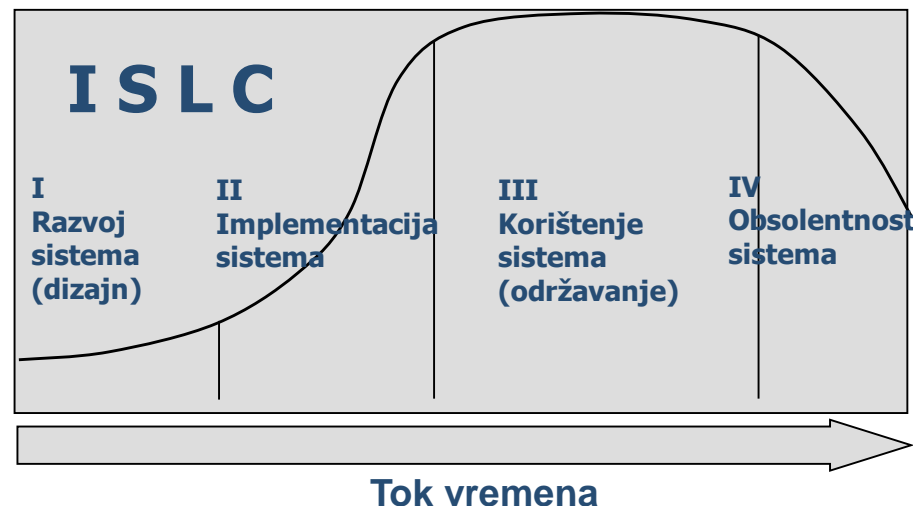 I S L C
I
Razvoj
sistema
(dizajn)
II
Implementacija
sistema
III
Korištenje
sistema
(održavanje)
IV
Obsolentnost
sistema
Tok vremena